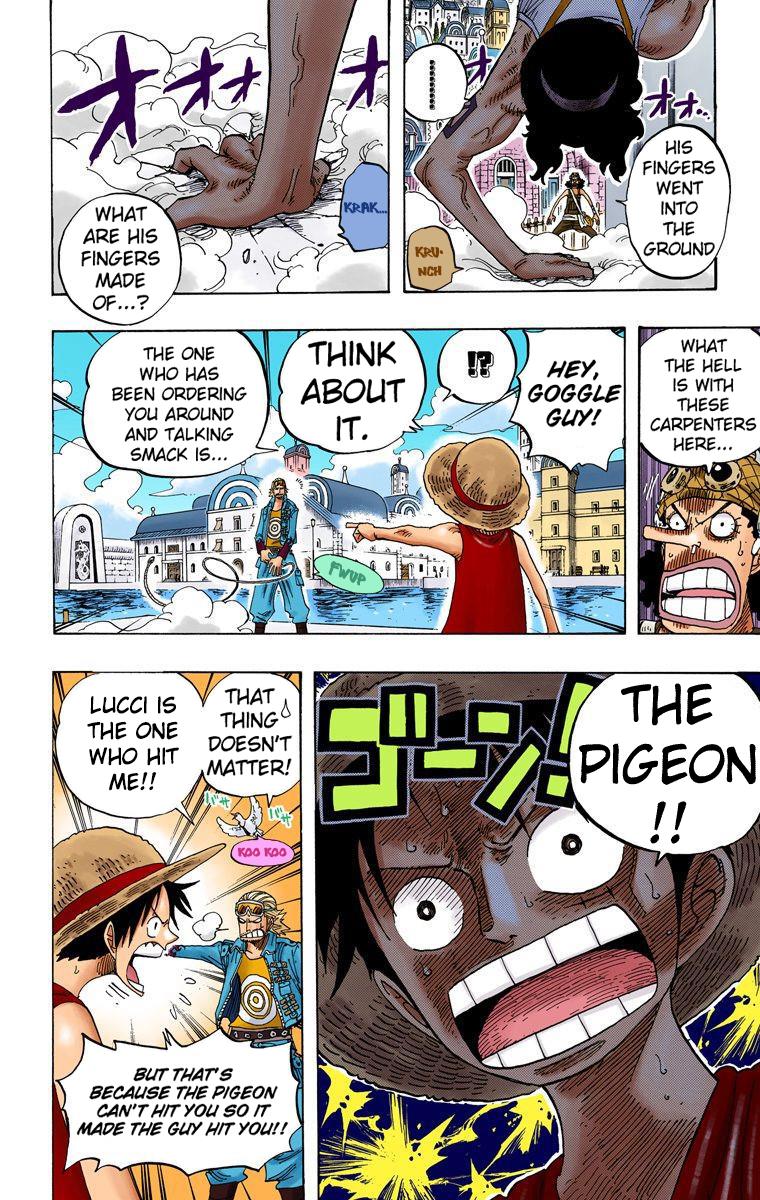 ………
HIS
FINGERS
WENT
INTO
THE
GROUND
オオ…
KRU-
NCH
オオオ
KRAK...
WHAT
ARE HIS
FINGERS
MADE
OF...?
WHAT
THE HELL
IS WITH
THESE
CARPENTERS
HERE...
HEY,
GOGGLE
GUY!
!?
THINK
ABOUT
IT.
THE ONE
WHO HAS
BEEN ORDERING
YOU AROUND
AND TALKING
SMACK IS...
FWUP
THE
PIGEON
!!
ゴーン!
THAT
THING
DOESN'T
MATTER!
LUCCI IS
THE ONE
WHO HIT
ME!!
バサ
バサ
KOO KOO
BUT THAT'S
BECAUSE THE PIGEON
CAN'T HIT YOU SO IT
MADE THE GUY HIT YOU!!